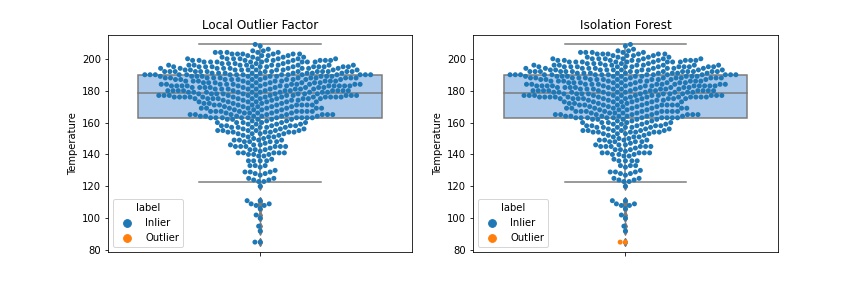 Local Outlier Factor
200
180
160
140
120
100
80
Temperature
label
Inlier
Outlier
Isolation Forest
200
180
160
140
120
100
80
Temperature
label
Inlier
Outlier